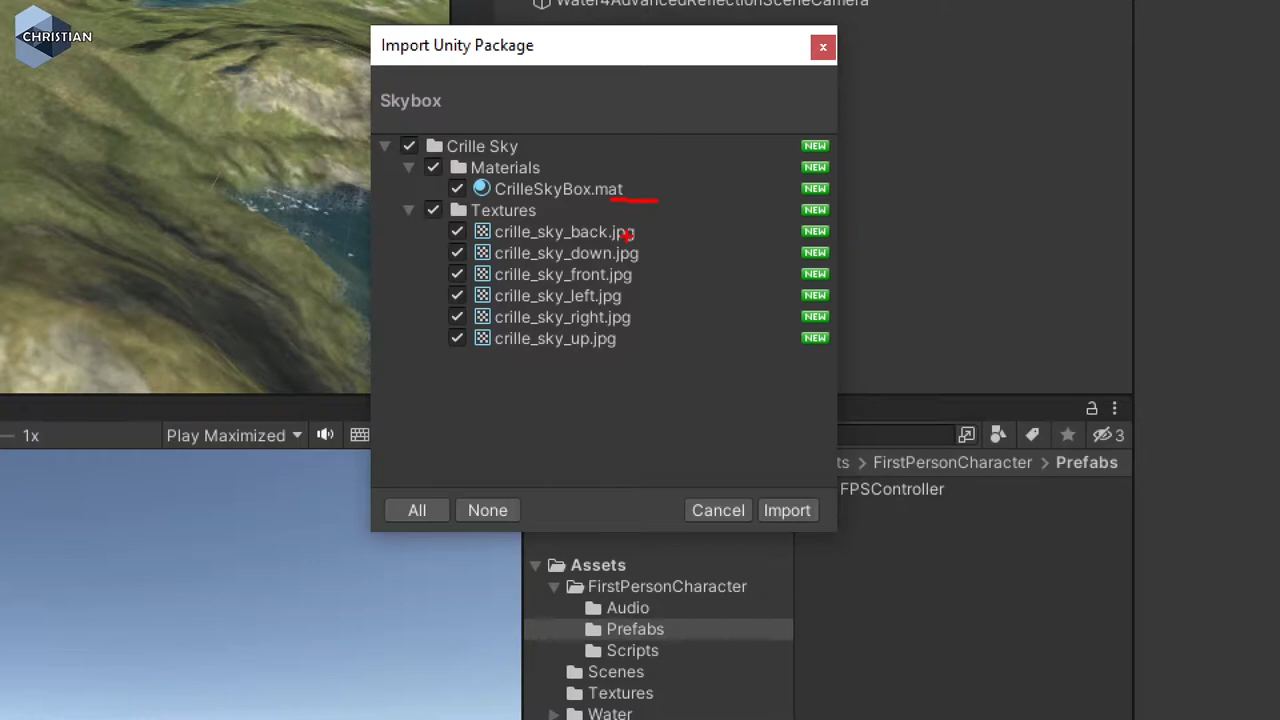 Water4AdvancedReflectionSceneCamera
CHRISTIAN
Import Unity Package
x
Skybox
Crille Sky NEW
Materials NEW
CrilleSkyBox.mat NEW
Textures NEW
crille_sky_back.jpg NEW
crille_sky_down.jpg NEW
crille_sky_front.jpg NEW
crille_sky_left.jpg NEW
crille_sky_right.jpg NEW
crille_sky_up.jpg NEW
1x Play Maximized 3
ts > FirstPersonCharacter > Prefabs
FPSController
All None Cancel Import
Assets
FirstPersonCharacter
Audio
Prefabs
Scripts
Scenes
Textures
Water